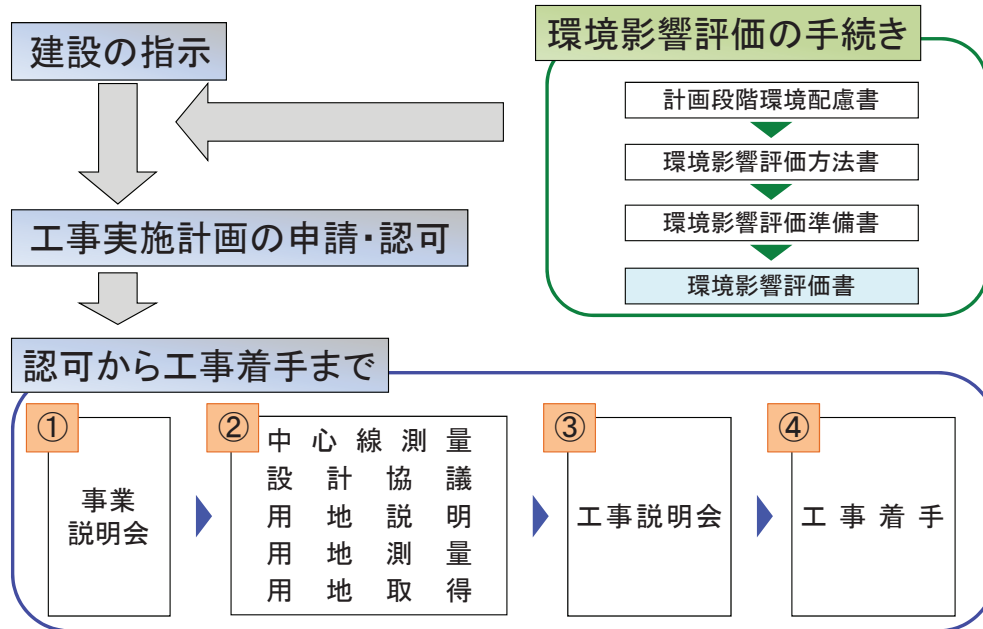 建設の指示
工事実施計画の申請・認可
環境影響評価の手続き
計画段階環境配慮書
環境影響評価方法書
環境影響評価準備書
環境影響評価書
認可から工事着手まで
①
事業
説明会
②
中心線測量
設計協議
用地説明
用地測量
用地取得
③
工事説明会
④
工事着手